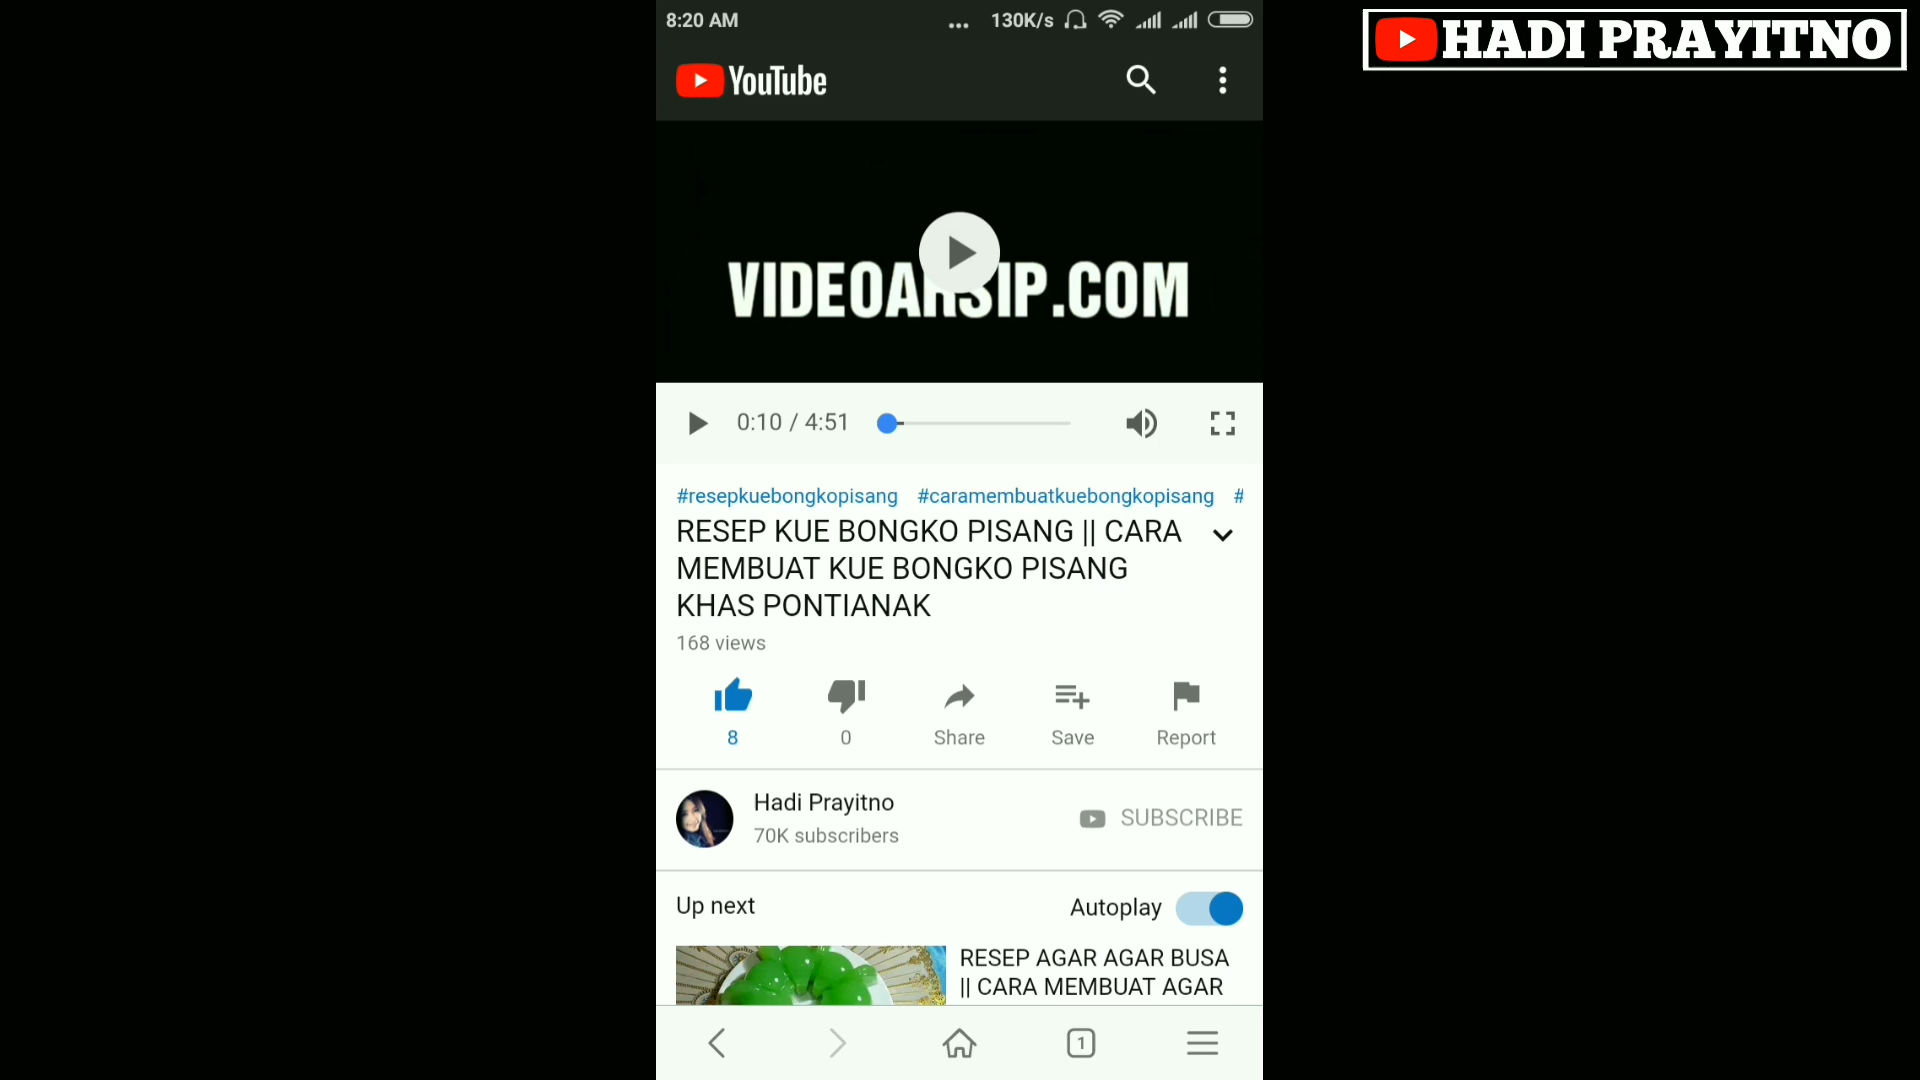 8:20 AM
... 130K/s
HADI PRAYITNO
YouTube
VIDEOARSIP.COM
0:10 / 4:51
#resepkuebongkopisang #caramembuatkuebongkopisang #
RESEP KUE BONGKO PISANG || CARA
MEMBUAT KUE BONGKO PISANG
KHAS PONTIANAK
168 views
8 0 Share Save Report
Hadi Prayitno
70K subscribers
SUBSCRIBE
Up next
Autoplay
RESEP AGAR AGAR BUSA
|| CARA MEMBUAT AGAR
1